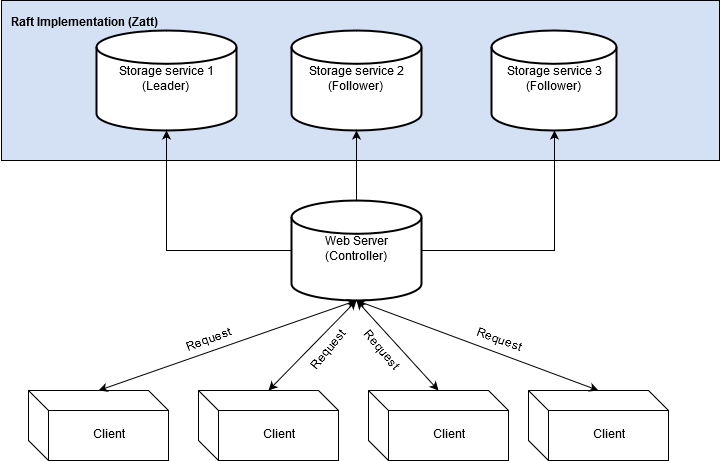 Raft Implementation (Zatt)
Storage service 1
(Leader)
Storage service 2
(Follower)
Storage service 3
(Follower)
Web Server
(Controller)
Request
Request
Request
Request
Client
Client
Client
Client